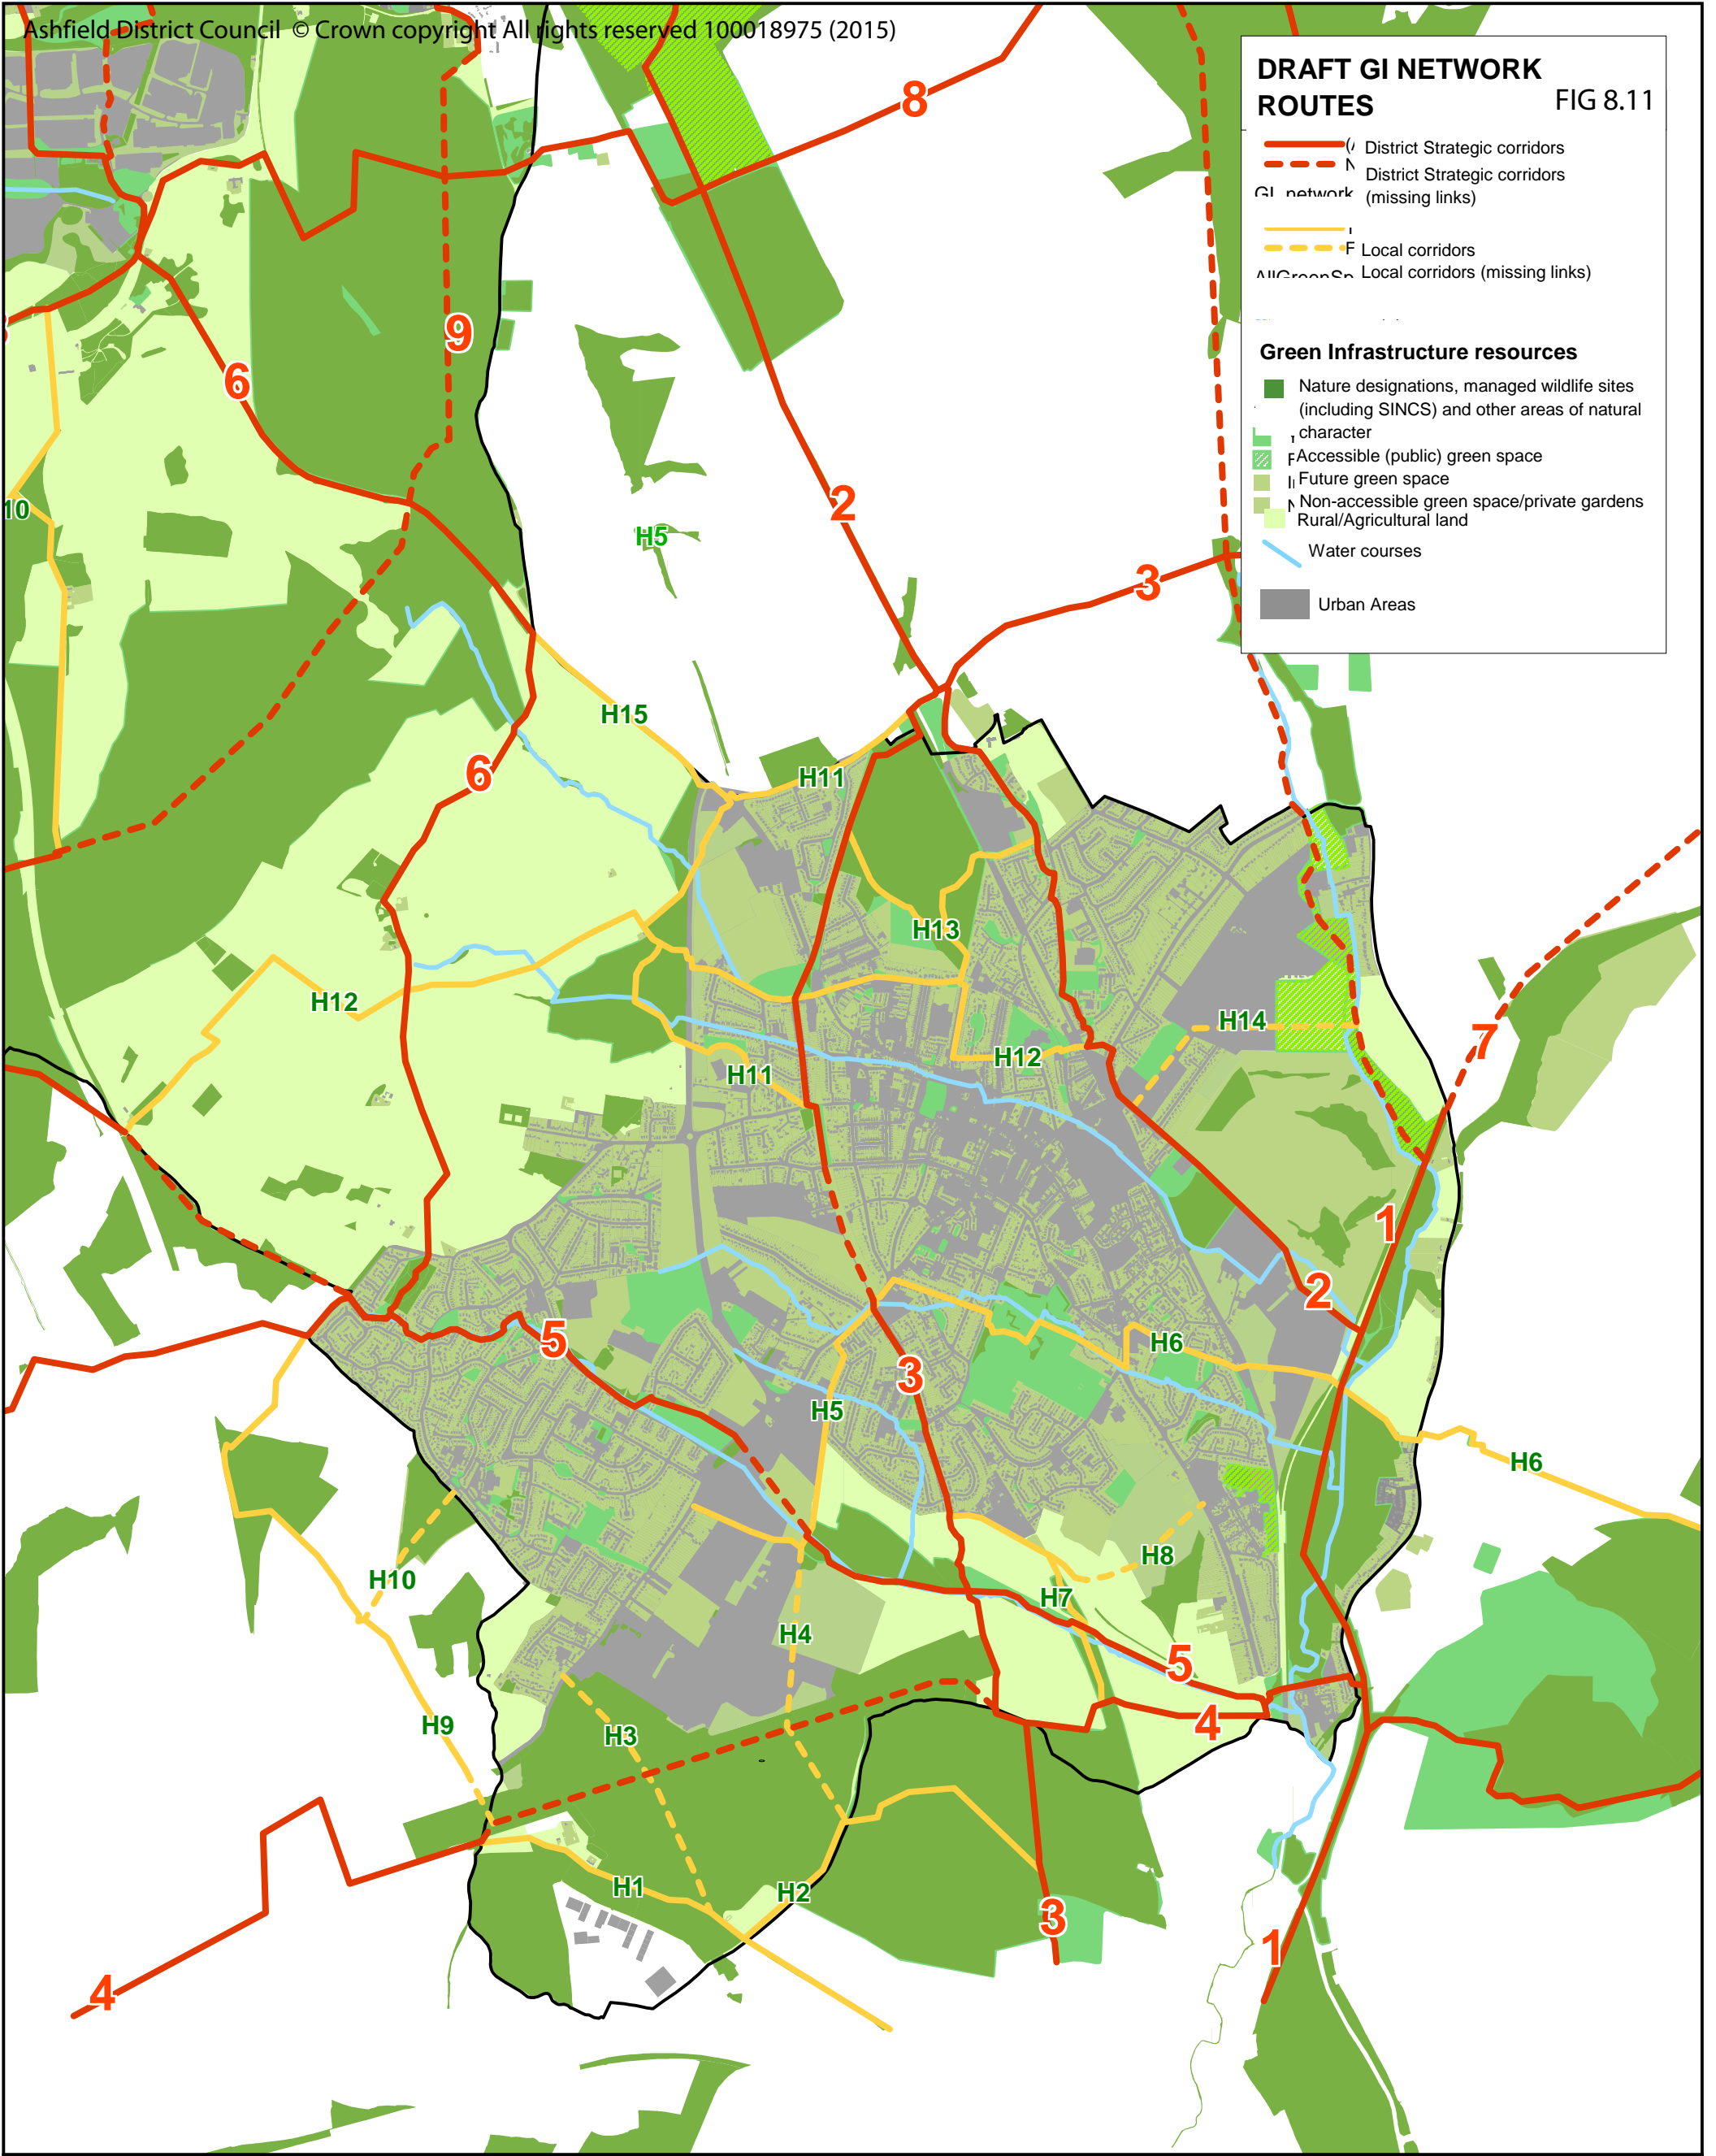 Ashfield District Council © Crown copyright All rights reserved 100018975 (2015)
DRAFT GI NETWORK
ROUTES
FIG 8.11
District Strategic corridors
District Strategic corridors
(missing links)
Local corridors
Local corridors (missing links)
Green Infrastructure resources
Nature designations, managed wildlife sites
(including SINCS) and other areas of natural
character
Accessible (public) green space
Future green space
Non-accessible green space/private gardens
Rural/Agricultural land
Water courses
Urban Areas
8
9
6
2
10
H5
3
H15
6
H11
H13
H12
H14
7
H12
H11
1
2
5
H6
3
H5
H6
H8
H10
H7
H4
5
4
H9
H3
H1
H2
3
1
4